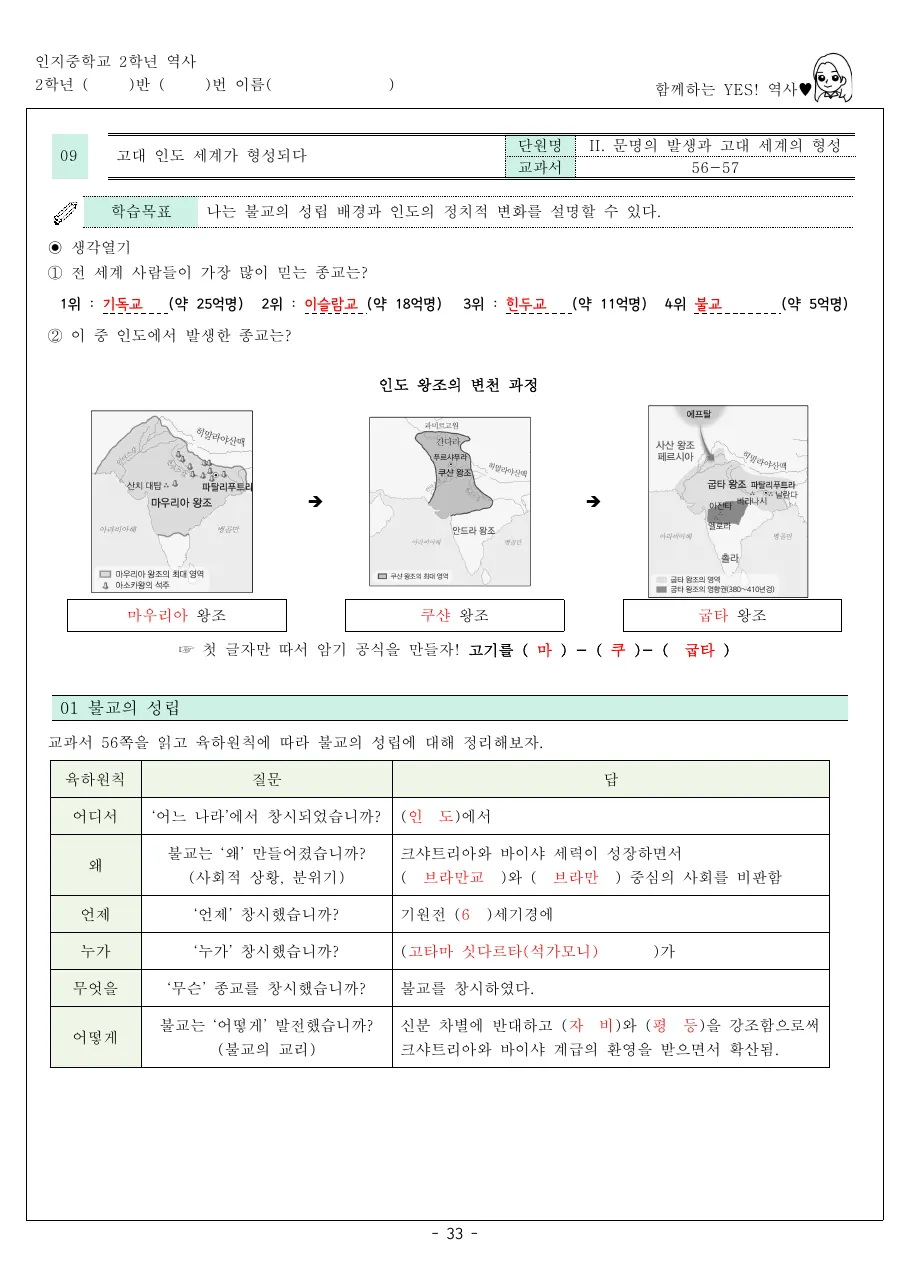 인지중학교 2학년 역사
2학년 (      )반 (      )번 이름(                  )
함께하는 YES! 역사♥
09
고대 인도 세계가 형성되다
단원명
II. 문명의 발생과 고대 세계의 형성
교과서
56-57
학습목표
나는 불교의 성립 배경과 인도의 정치적 변화를 설명할 수 있다.
◉ 생각열기
① 전 세계 사람들이 가장 많이 믿는 종교는?
1위 : 기독교 (약 25억명) 2위 : 이슬람교 (약 18억명) 3위 : 힌두교 (약 11억명) 4위 불교 (약 5억명)
② 이 중 인도에서 발생한 종교는?
인도 왕조의 변천 과정
히말라야산맥
산치 대탑
파탈리푸트라
마우리아 왕조
아라비아해
벵골만
마우리아 왕조의 최대 영역
아소카왕의 석주
➔
파미르고원
간다라
푸르샤푸라
쿠샨 왕조
히말라야산맥
안드라 왕조
아라비아해
벵골만
쿠샨 왕조의 최대 영역
➔
에프탈
사산 왕조
페르시아
히말라야산맥
굽타 왕조
파탈리푸트라
날란다
바라나시
아잔타
엘로라
아라비아해
벵골만
촐라
굽타 왕조의 영역
굽타 왕조의 영향권(380~410년경)
마우리아 왕조
쿠샨 왕조
굽타 왕조
☞ 첫 글자만 따서 암기 공식을 만들자! 고기를 ( 마 ) - ( 쿠 )- ( 굽타 )
01 불교의 성립
교과서 56쪽을 읽고 육하원칙에 따라 불교의 성립에 대해 정리해보자.
육하원칙
질문
답
어디서
‘어느 나라’에서 창시되었습니까?
(인 도)에서
왜
불교는 ‘왜’ 만들어졌습니까?
(사회적 상황, 분위기)
크샤트리아와 바이샤 세력이 성장하면서
( 브라만교 )와 ( 브라만 ) 중심의 사회를 비판함
언제
‘언제’ 창시했습니까?
기원전 (6 )세기경에
누가
‘누가’ 창시했습니까?
(고타마 싯다르타(석가모니) )가
무엇을
‘무슨’ 종교를 창시했습니까?
불교를 창시하였다.
어떻게
불교는 ‘어떻게’ 발전했습니까?
(불교의 교리)
신분 차별에 반대하고 (자 비)와 (평 등)을 강조함으로써
크샤트리아와 바이샤 계급의 환영을 받으면서 확산됨.
- 33 -